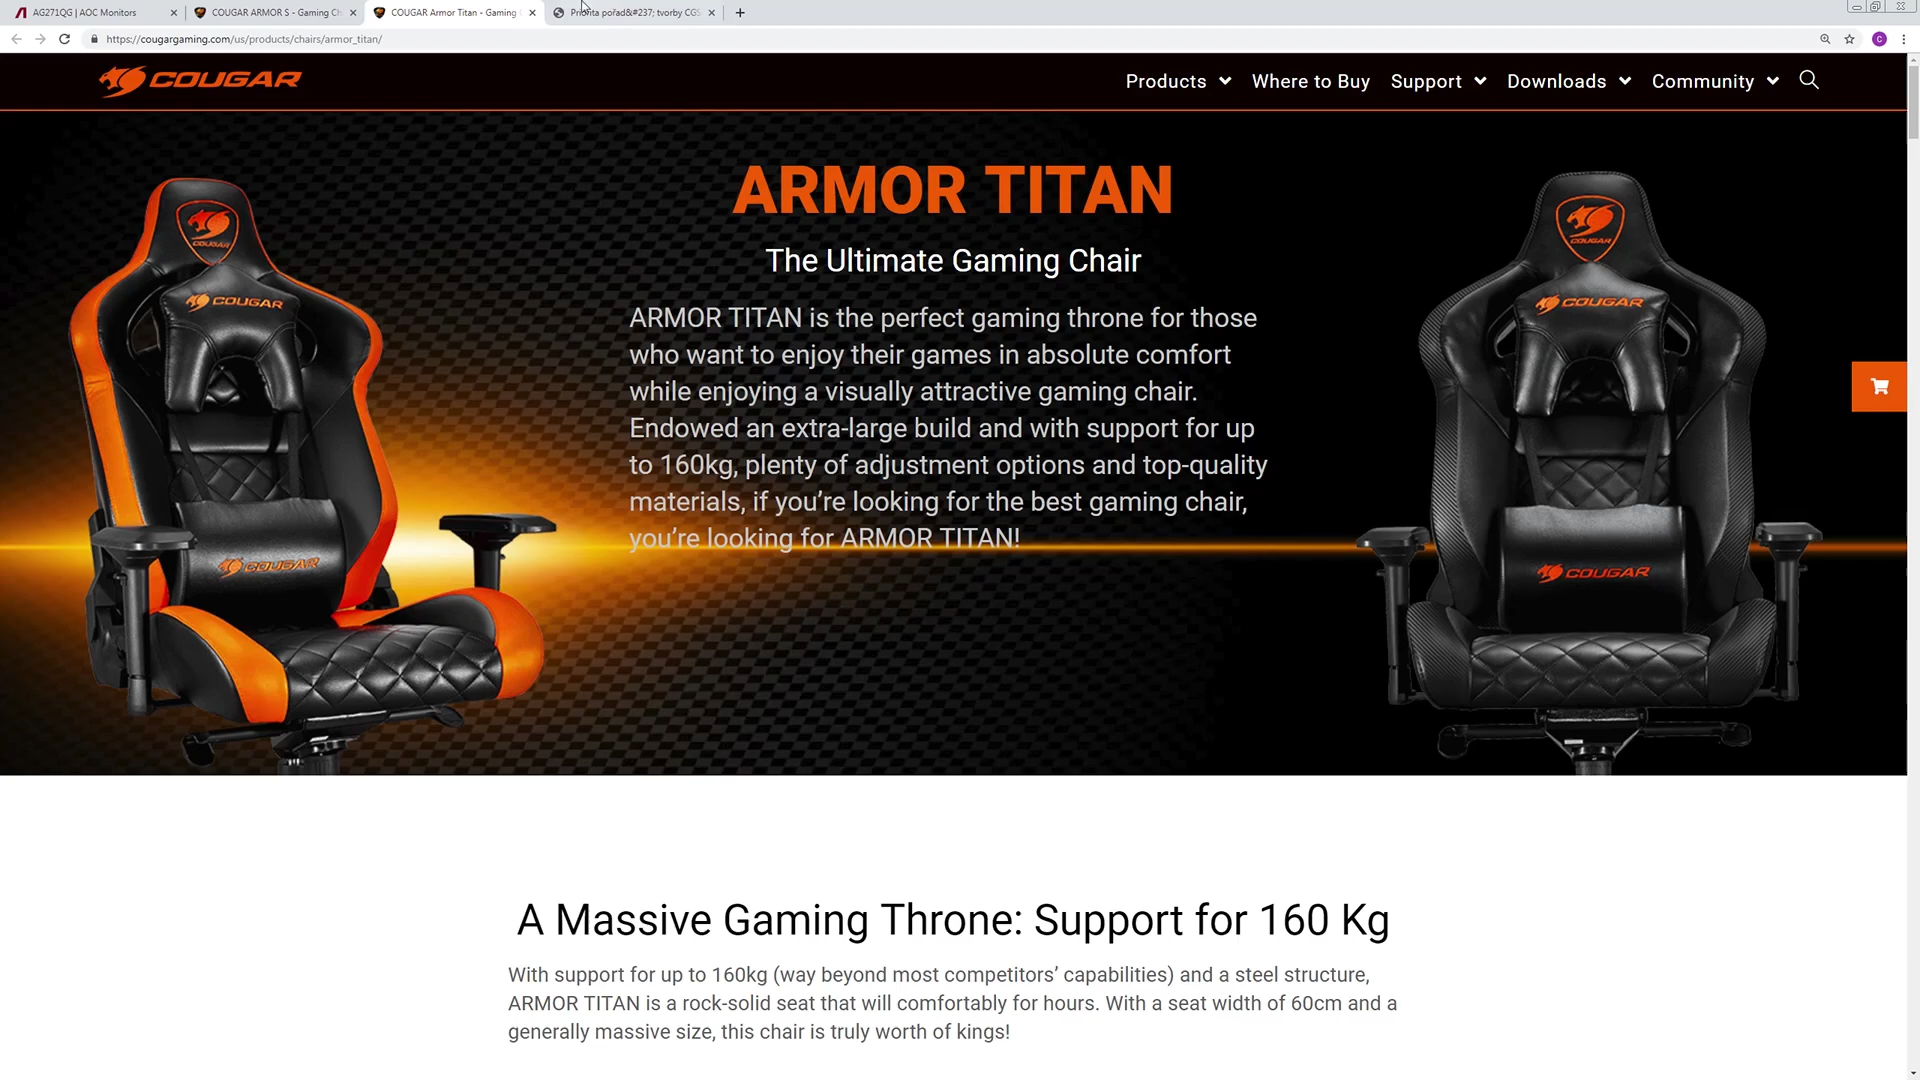 AG271QG | AOC Monitors
COUGAR ARMOR S - Gaming Ch
COUGAR Armor Titan - Gaming
Priorita pořad&#237; tvorby CGS
https://cougargaming.com/us/products/chairs/armor_titan/
COUGAR
Products
Where to Buy
Support
Downloads
Community
ARMOR TITAN
The Ultimate Gaming Chair
ARMOR TITAN is the perfect gaming throne for those
who want to enjoy their games in absolute comfort
while enjoying a visually attractive gaming chair.
Endowed an extra-large build and with support for up
to 160kg, plenty of adjustment options and top-quality
materials, if you’re looking for the best gaming chair,
you’re looking for ARMOR TITAN!
COUGAR
COUGAR
COUGAR
COUGAR
COUGAR
COUGAR
A Massive Gaming Throne: Support for 160 Kg
With support for up to 160kg (way beyond most competitors’ capabilities) and a steel structure,
ARMOR TITAN is a rock-solid seat that will comfortably for hours. With a seat width of 60cm and a
generally massive size, this chair is truly worth of kings!